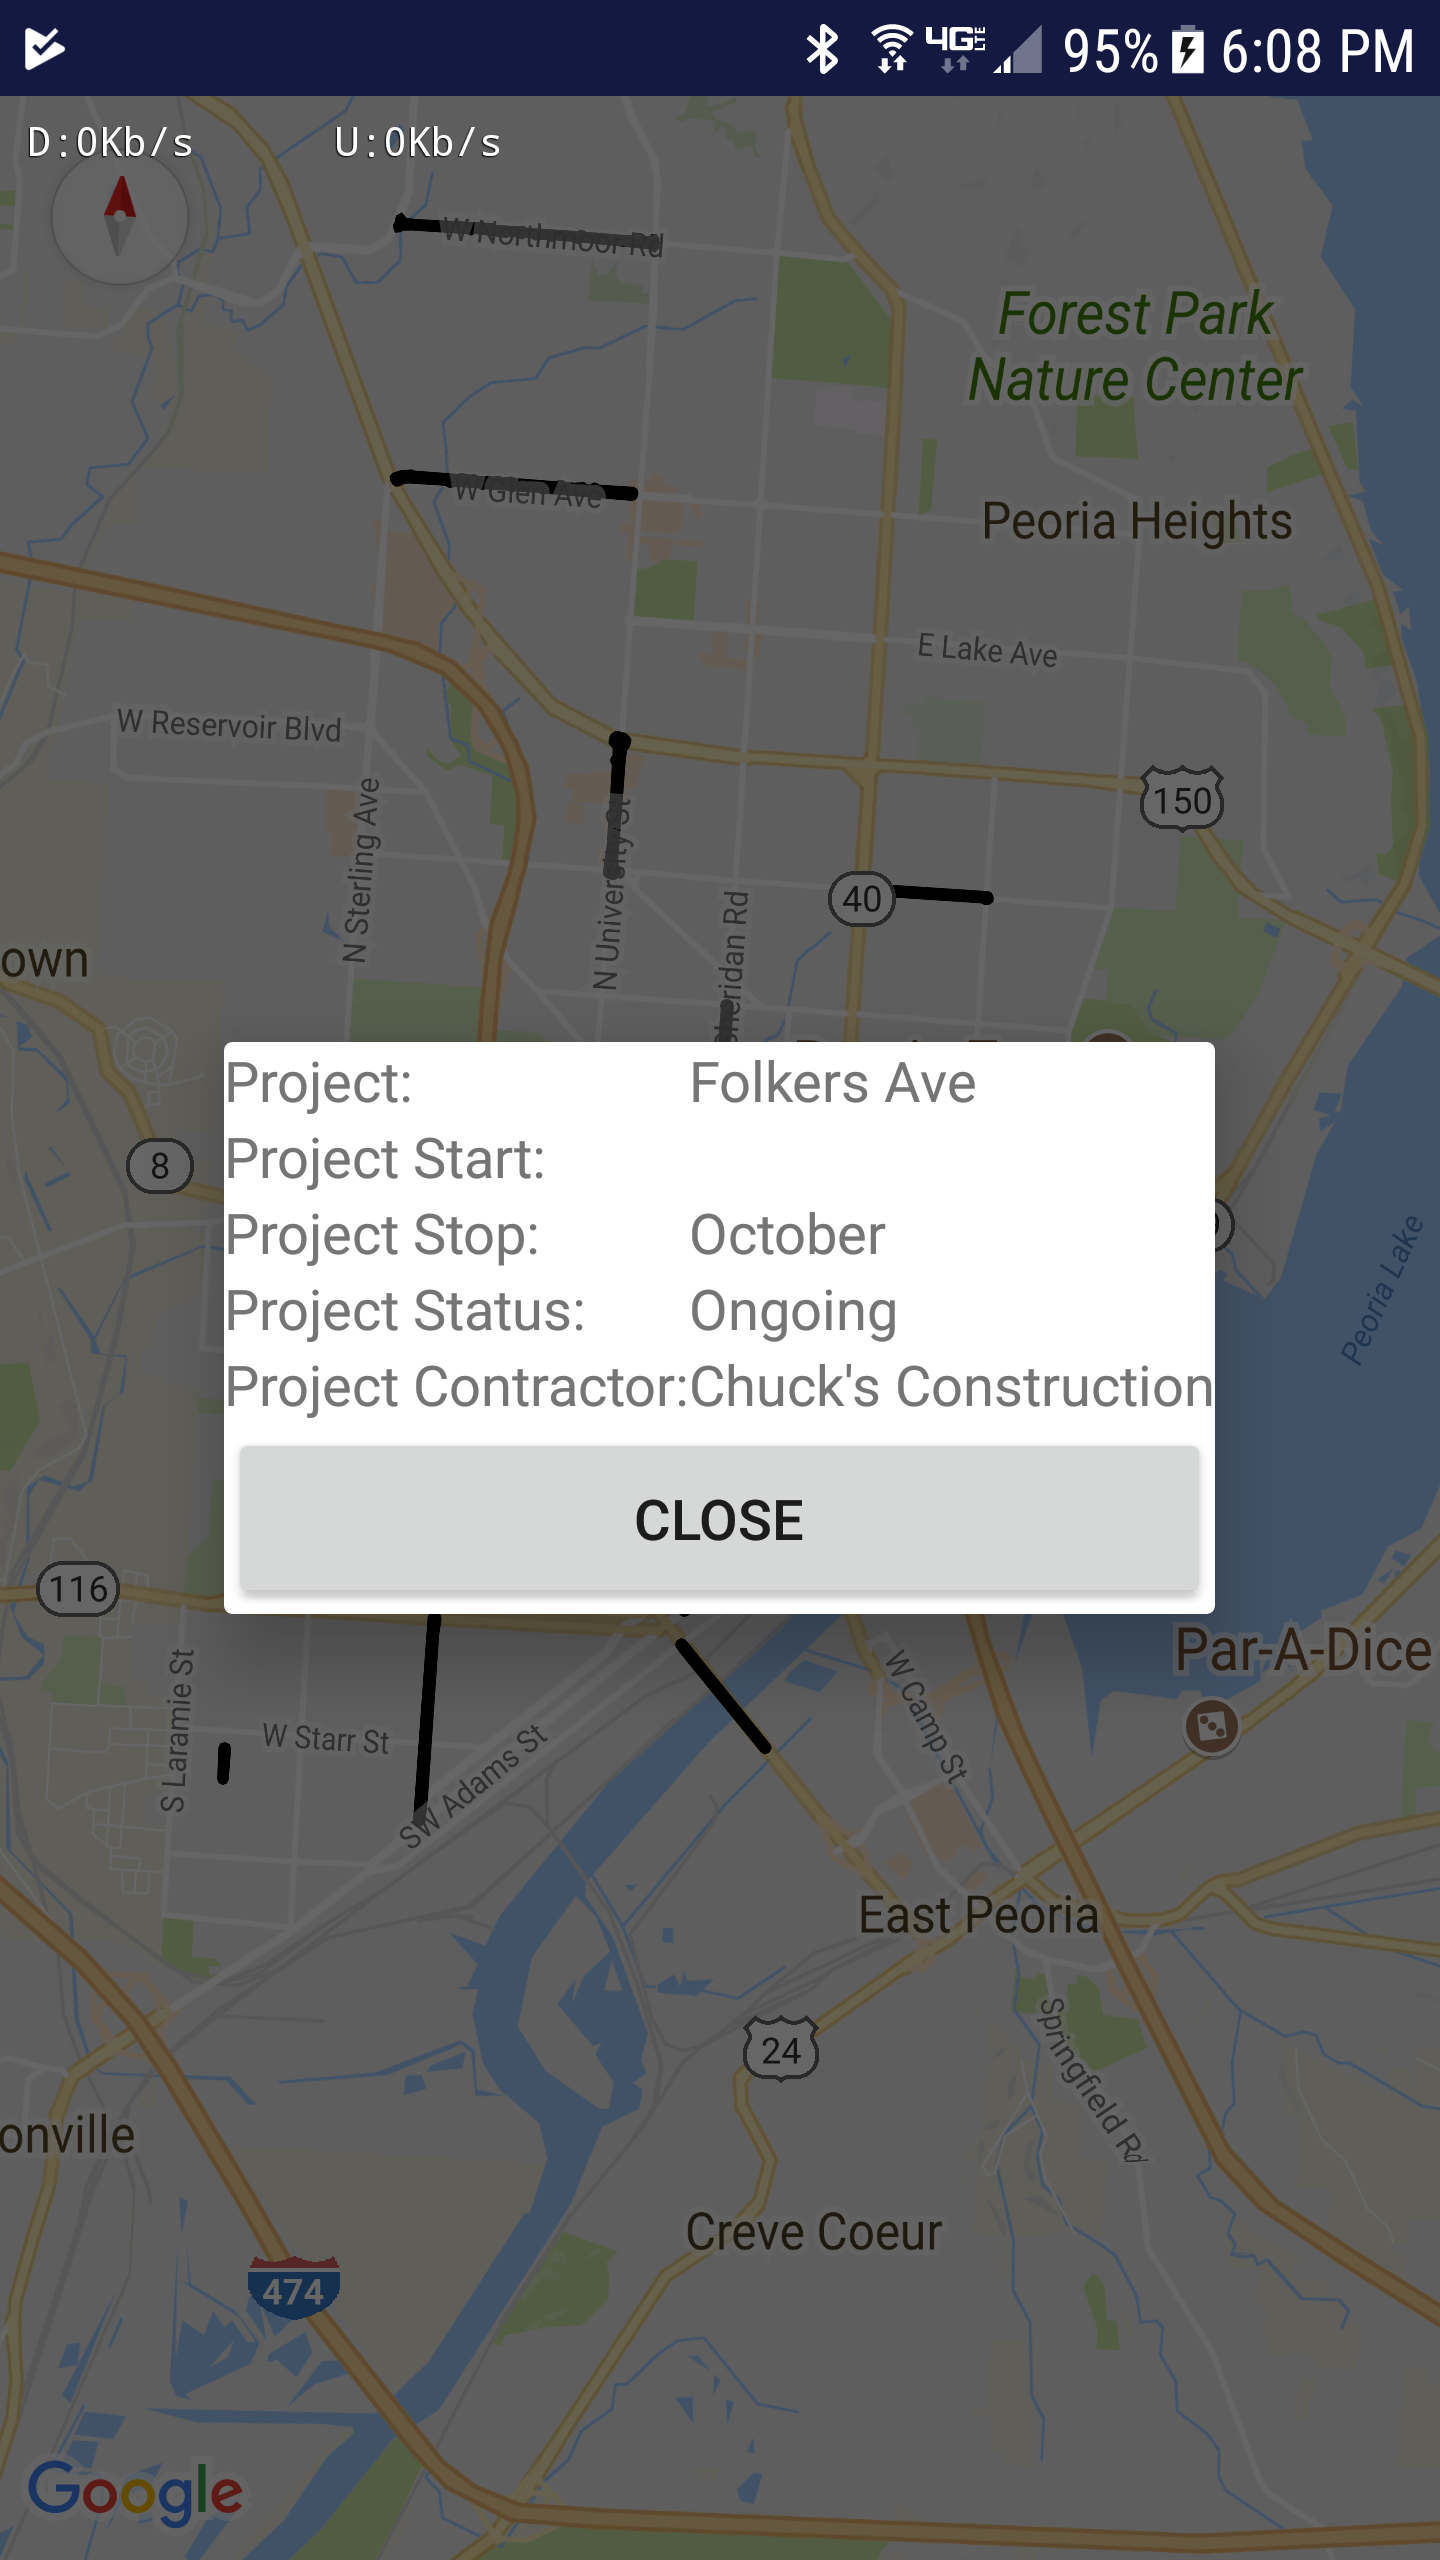 4G LTE 95% 6:08 PM
D:0Kb/s U:0Kb/s
W Northmoor Rd
Forest Park
Nature Center
W Glen Ave
Peoria Heights
E Lake Ave
W Reservoir Blvd
150
N Sterling Ave
N University St
40
Sheridan Rd
own
Project: Folkers Ave
Project Start:
8
Project Stop: October
Peoria Lake
Project Status: Ongoing
Project Contractor: Chuck's Construction
CLOSE
116
Par-A-Dice
S Laramie St
W Starr St
W Camp St
SW Adams St
East Peoria
24
Springfield Rd
onville
Creve Coeur
474
Google